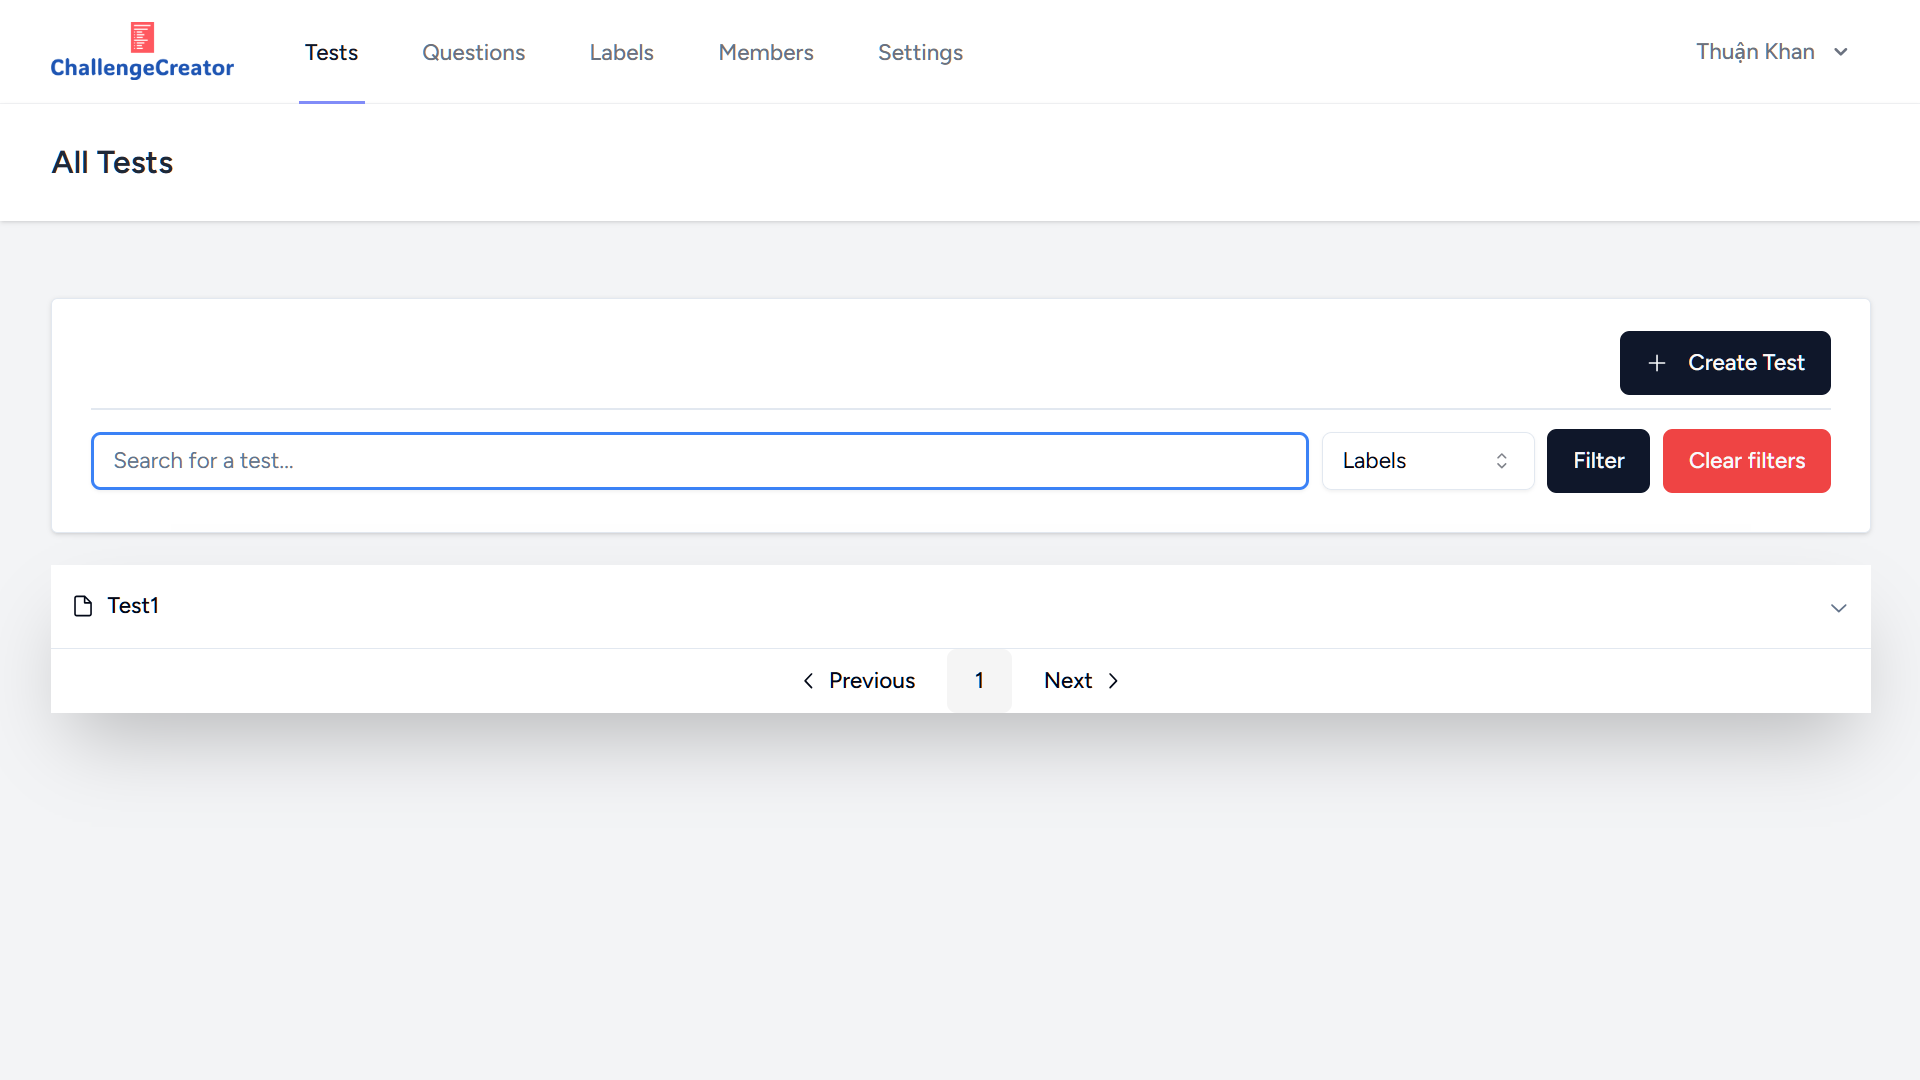 ChallengeCreator
Tests Questions Labels Members Settings Thuận Khan
All Tests
Create Test
Search for a test... Labels Filter Clear filters
Test1
Previous 1 Next